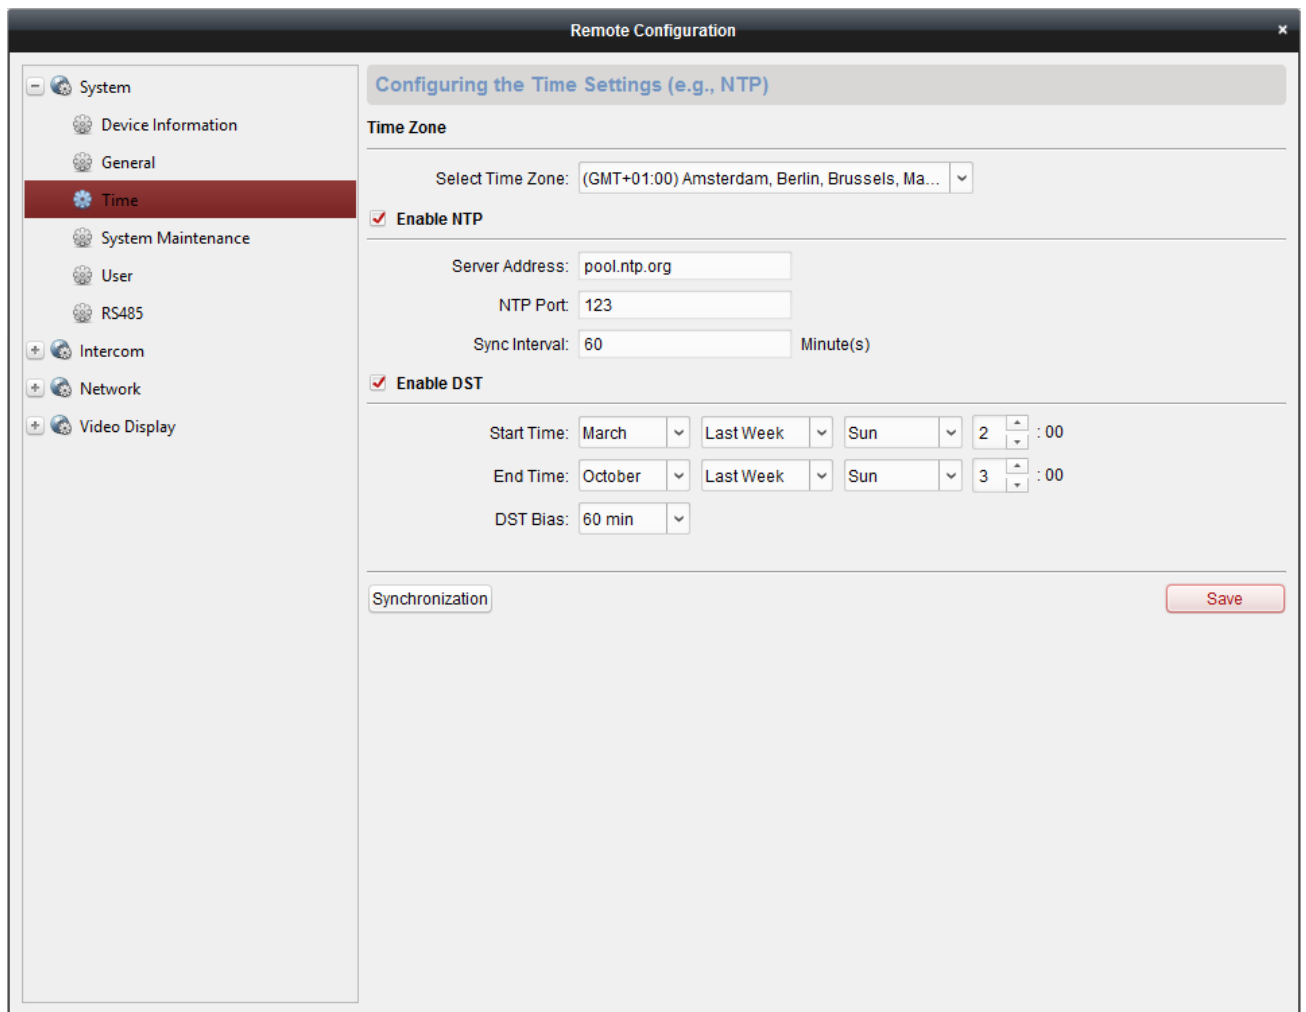 Remote Configuration
System
Device Information
General
Time
System Maintenance
User
RS485
Intercom
Network
Video Display
Configuring the Time Settings (e.g., NTP)
Time Zone
Select Time Zone: (GMT+01:00) Amsterdam, Berlin, Brussels, Ma...
Enable NTP
Server Address: pool.ntp.org
NTP Port: 123
Sync Interval: 60 Minute(s)
Enable DST
Start Time: March Last Week Sun 2 : 00
End Time: October Last Week Sun 3 : 00
DST Bias: 60 min
Synchronization Save